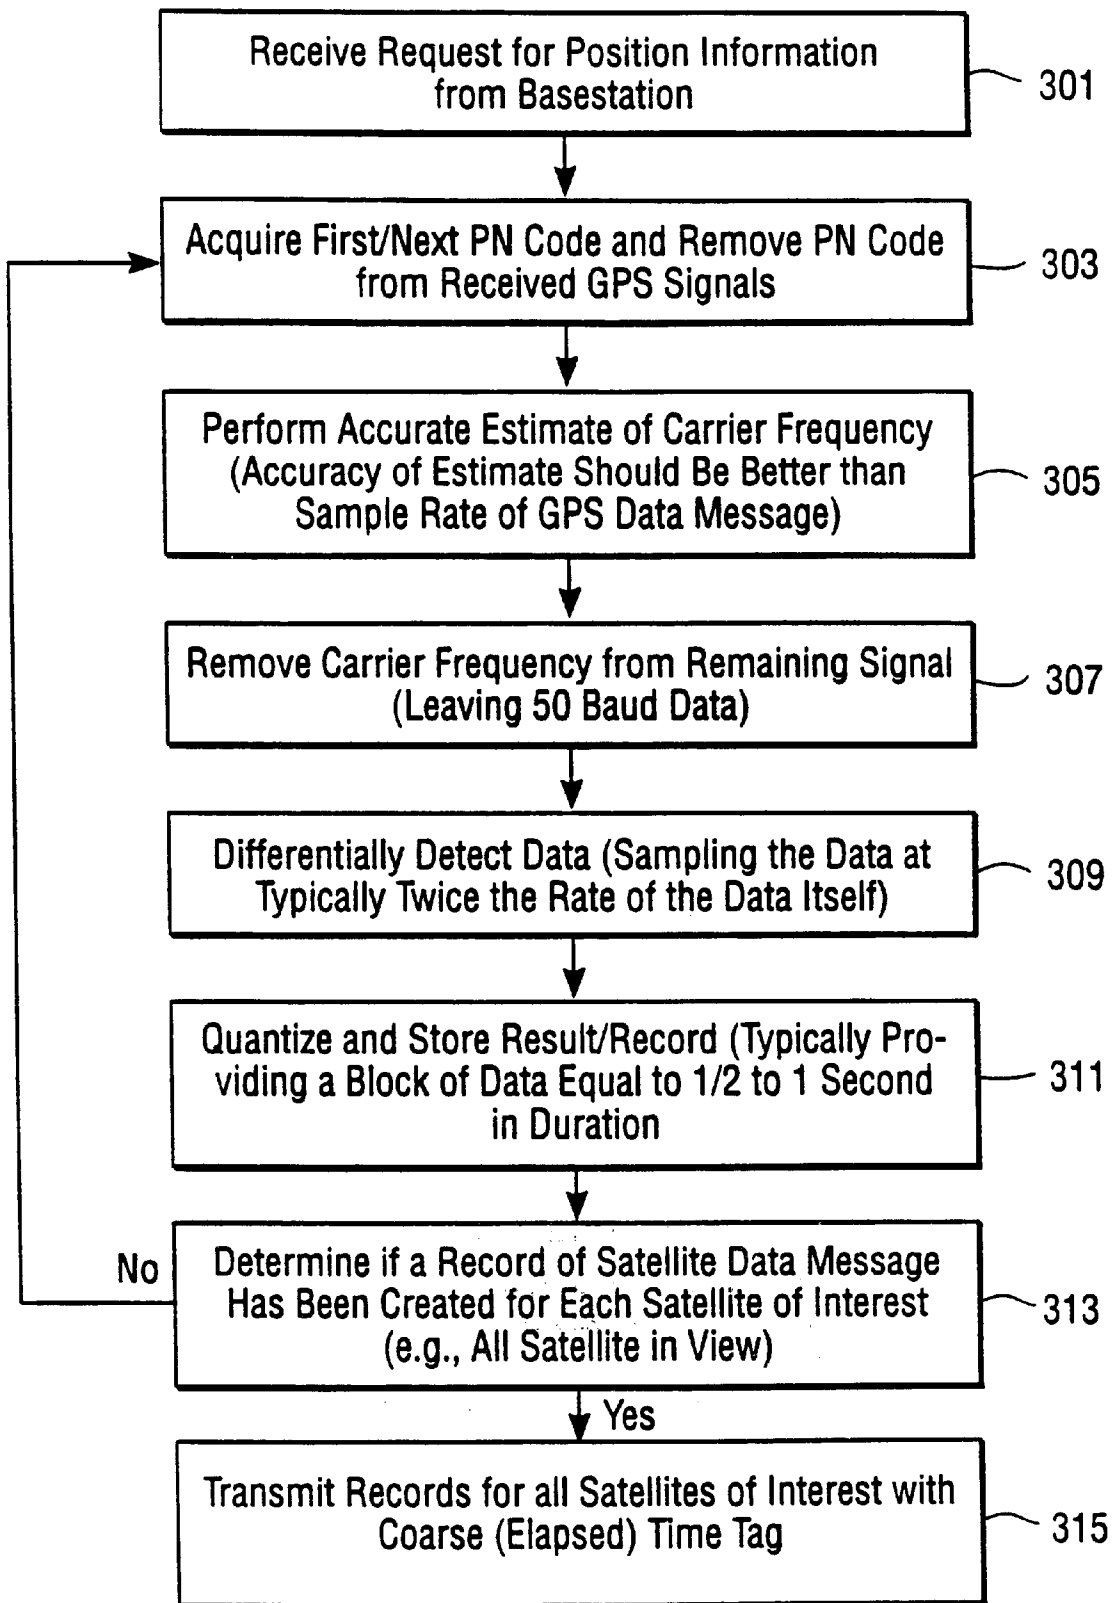 Receive Request for Position Information
from Basestation
301
Acquire First/Next PN Code and Remove PN Code
from Received GPS Signals
303
Perform Accurate Estimate of Carrier Frequency
(Accuracy of Estimate Should Be Better than
Sample Rate of GPS Data Message)
305
Remove Carrier Frequency from Remaining Signal
(Leaving 50 Baud Data)
307
Differentially Detect Data (Sampling the Data at
Typically Twice the Rate of the Data Itself)
309
Quantize and Store Result/Record (Typically Pro-
viding a Block of Data Equal to 1/2 to 1 Second
in Duration
311
No
Determine if a Record of Satellite Data Message
Has Been Created for Each Satellite of Interest
(e.g., All Satellite in View)
313
Yes
Transmit Records for all Satellites of Interest with
Coarse (Elapsed) Time Tag
315